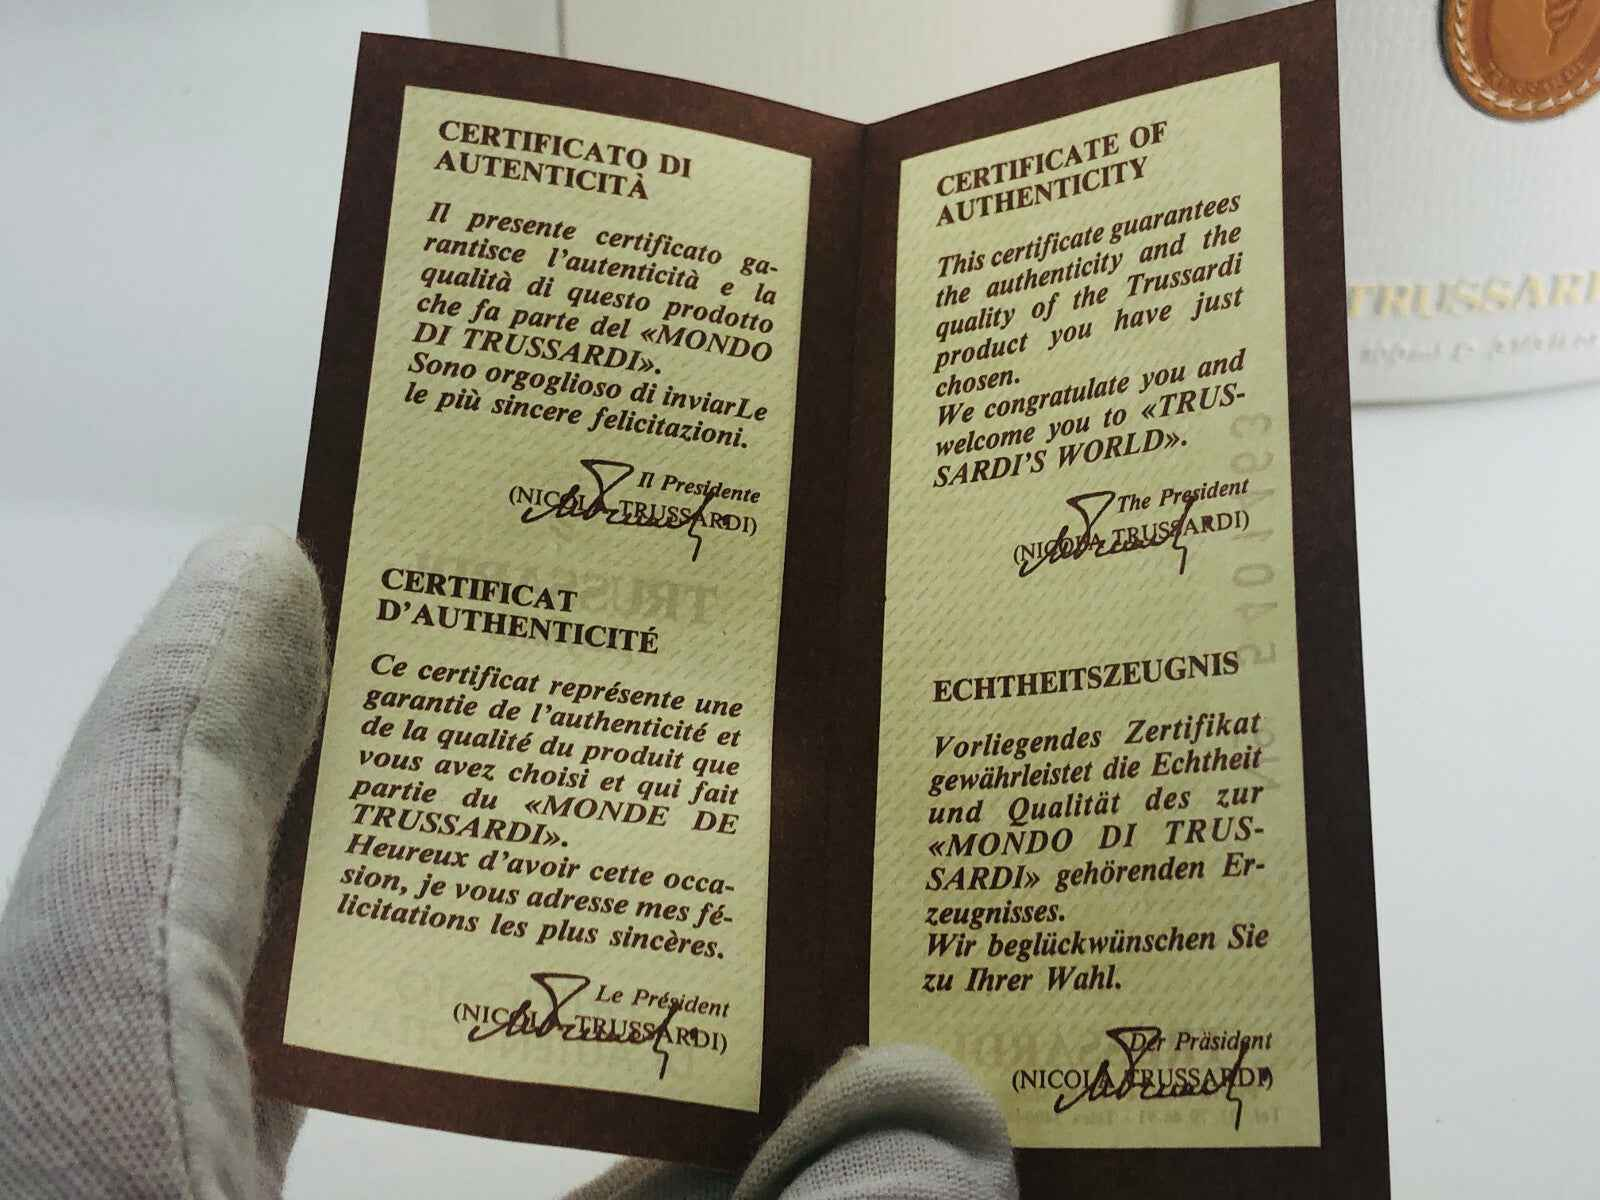 CERTIFICATO DI
AUTENTICITÀ
Il presente certificato ga-
rantisce l'autenticità e la
qualità di questo prodotto
che fa parte del «MONDO
DI TRUSSARDI».
Sono orgoglioso di inviarLe
le più sincere felicitazioni.
Il Presidente
(NICOLA TRUSSARDI)
CERTIFICAT
D'AUTHENTICITÉ
Ce certificat représente une
garantie de l'authenticité et
de la qualité du produit que
vous avez choisi et qui fait
partie du «MONDE DE
TRUSSARDI».
Heureux d'avoir cette occa-
sion, je vous adresse mes fé-
licitations les plus sincères.
Le Président
(NICOLA TRUSSARDI)
CERTIFICATE OF
AUTHENTICITY
This certificate guarantees
the authenticity and the
quality of the Trussardi
product you have just
chosen.
We congratulate you and
welcome you to «TRUS-
SARDI'S WORLD».
The President
(NICOLA TRUSSARDI)
ECHTHEITSZEUGNIS
Vorliegendes Zertifikat
gewährleistet die Echtheit
und Qualität des zur
«MONDO DI TRUS-
SARDI» gehörenden Er-
zeugnisses.
Wir beglückwünschen Sie
zu Ihrer Wahl.
Der Präsident
(NICOLA TRUSSARDI)
TRUSSARDI